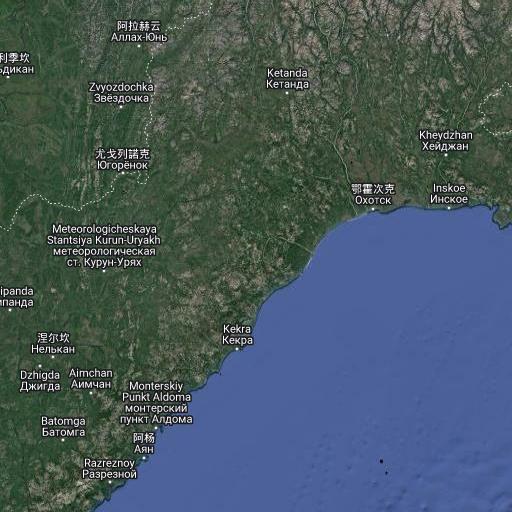 阿拉赫云
Аллах-Юнь
利季坎
ьдикан
Ketanda
Кетанда
Zvyozdochka
Звёздочка
Kheydzhan
Хейджан
尤戈列諾克
Югорёнок
鄂霍次克
Охотск
Inskoe
Инское
Meteorologicheskaya
Stantsiya Kurun-Uryakh
метеорологическая
ст. Курун-Урях
ipanda
ипанда
Kekra
Кекра
涅尔坎
Нелькан
Dzhigda
Джигда
Aimchan
Аимчан
Monterskiy
Punkt Aldoma
монтерский
пункт Алдома
Batomga
Батомга
阿杨
Аян
Razreznoy
Разрезной